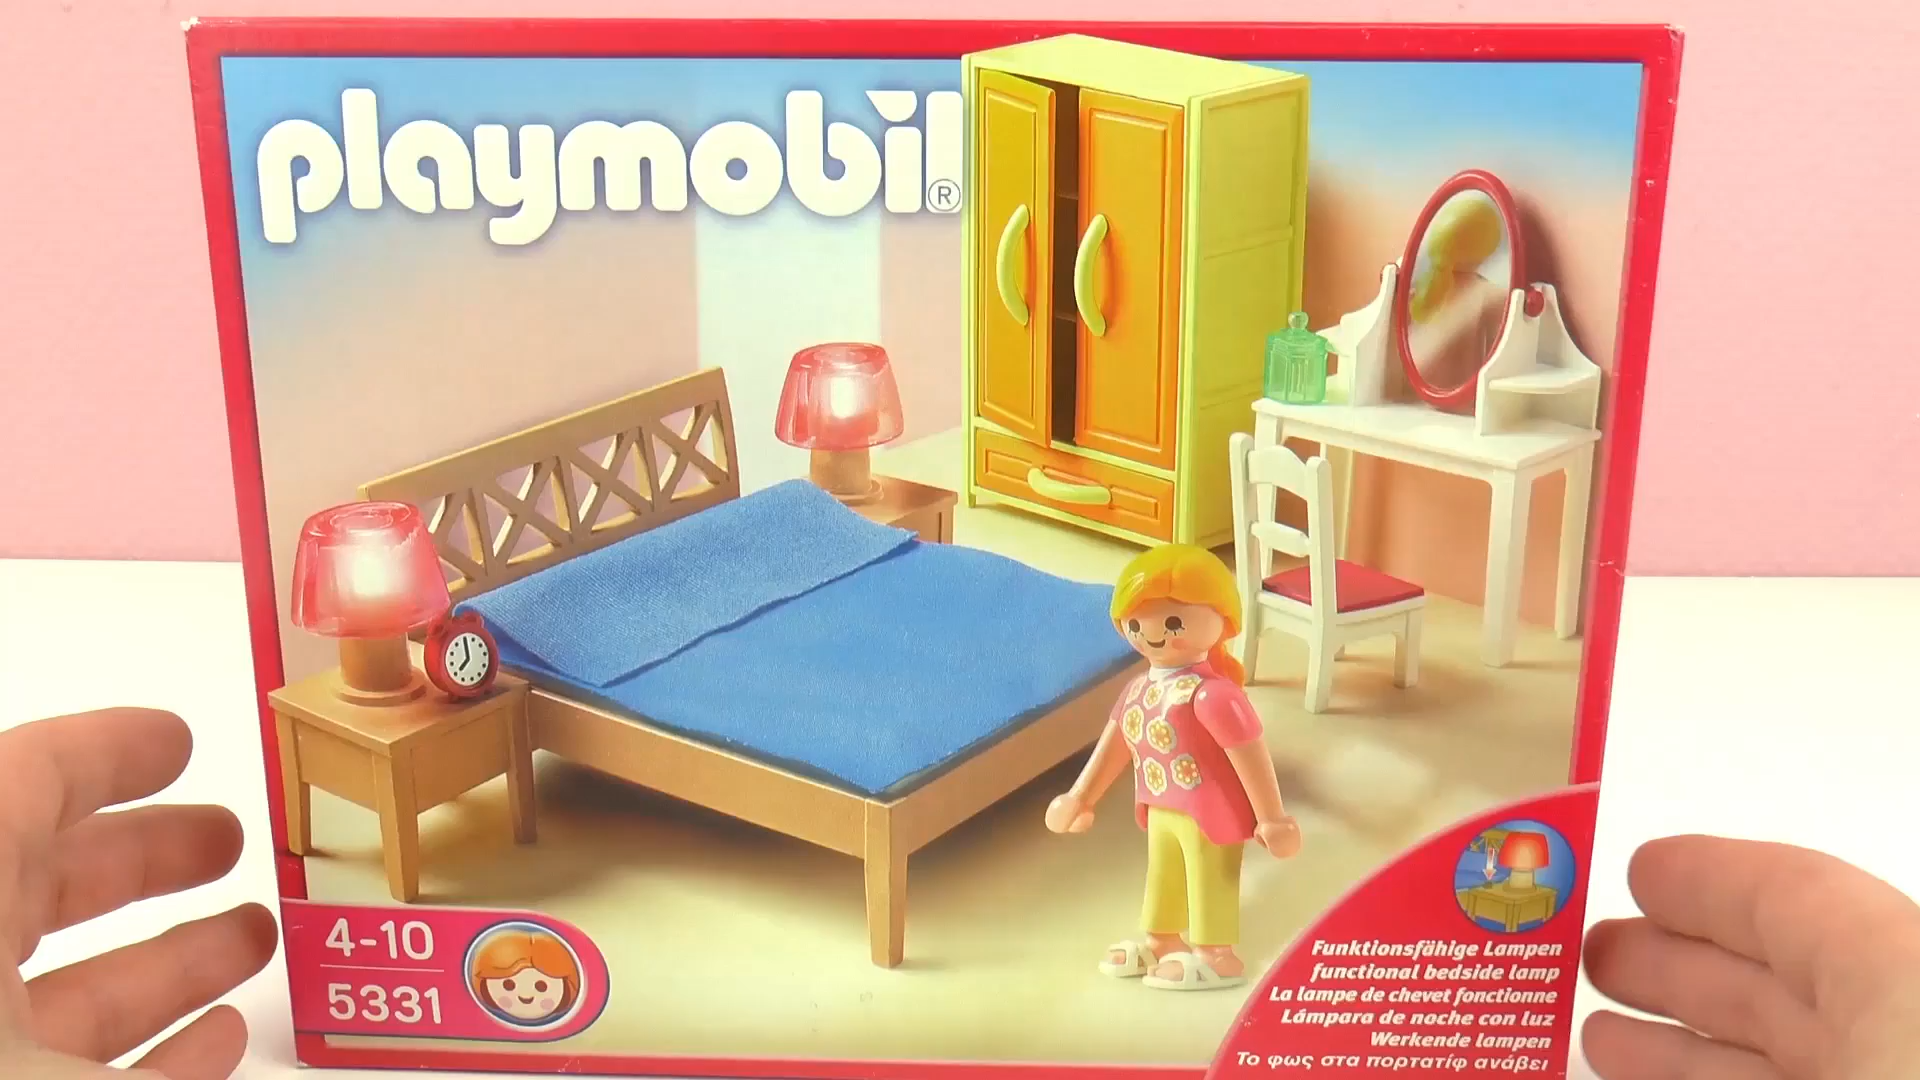 playmobil®
4-10
5331
Funktionsfähige Lampen
functional bedside lamp
La lampe de chevet fonctionne
Lámpara de noche con luz
Werkende lampen
Το φως στα πορτατίφ ανάβει